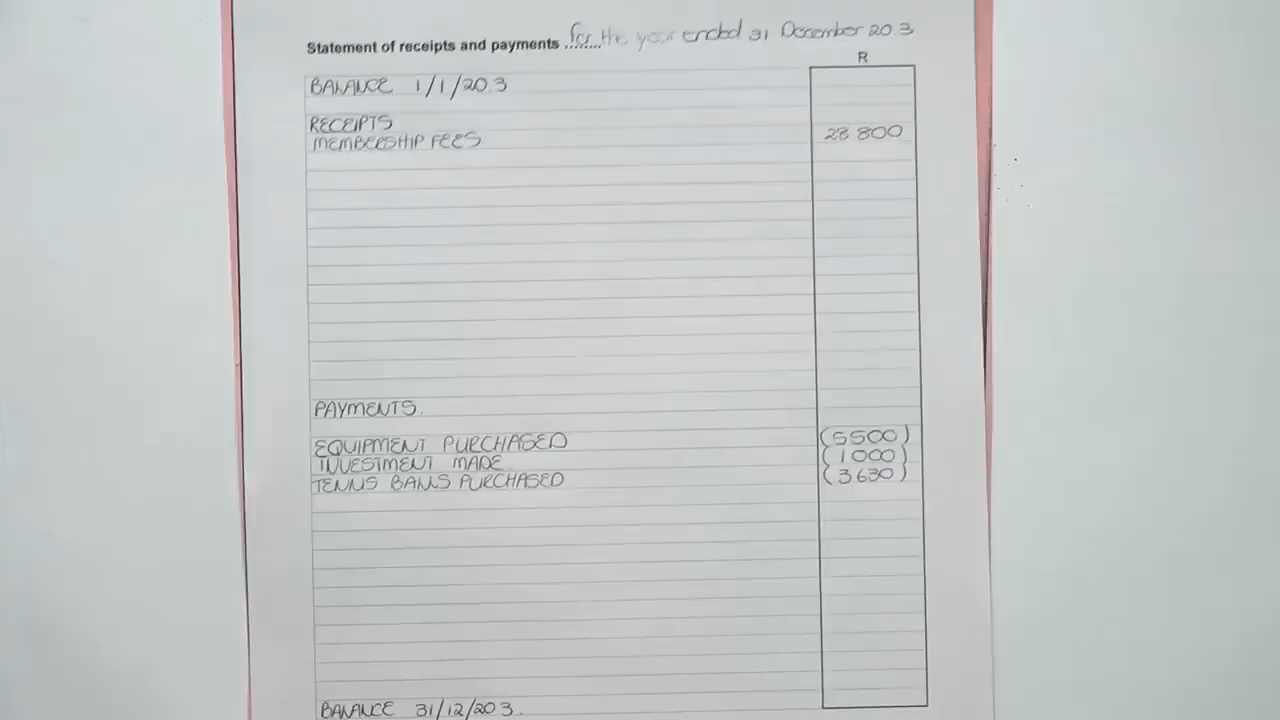 Statement of receipts and payments ........for the year ended 31 December 20.3
R
BALANCE 1/1/20.3
RECEIPTS
MEMBERSHIP FEES 28 800
PAYMENTS.
EQUIPMENT PURCHASED (5500)
INVESTMENT MADE (1000)
TENNIS BALLS PURCHASED (3630)
BALANCE 31/12/20.3.